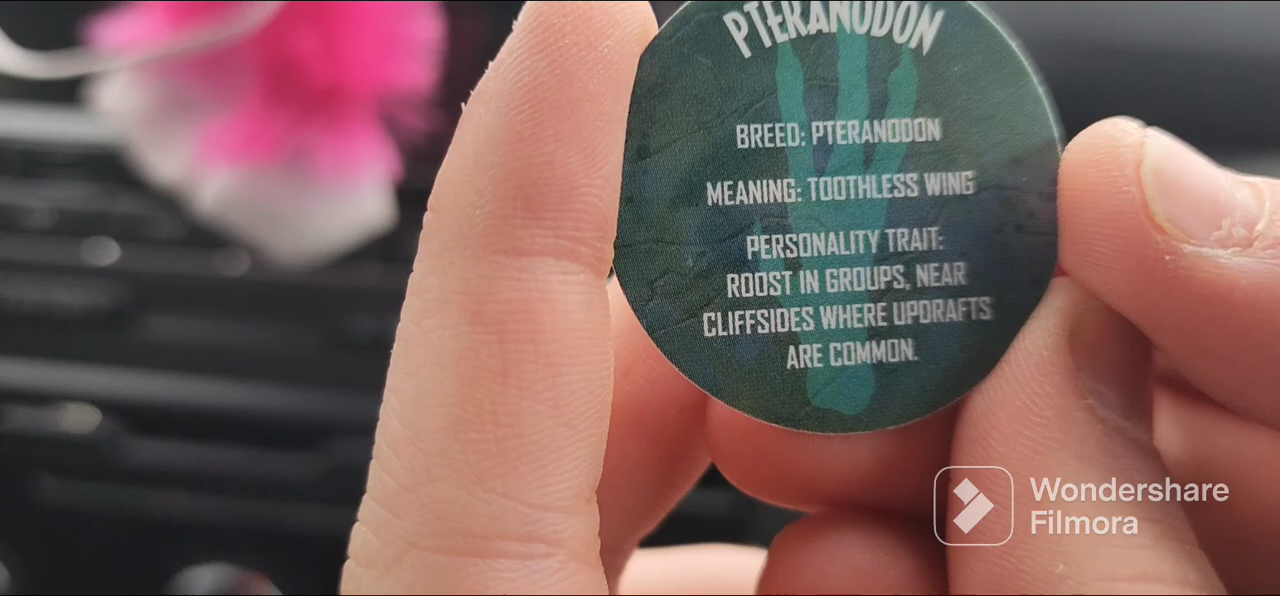 PTERANODON
BREED: PTERANODON
MEANING: TOOTHLESS WING
PERSONALITY TRAIT:
ROOST IN GROUPS, NEAR
CLIFFSIDES WHERE UPDRAFTS
ARE COMMON.
Wondershare
Filmora